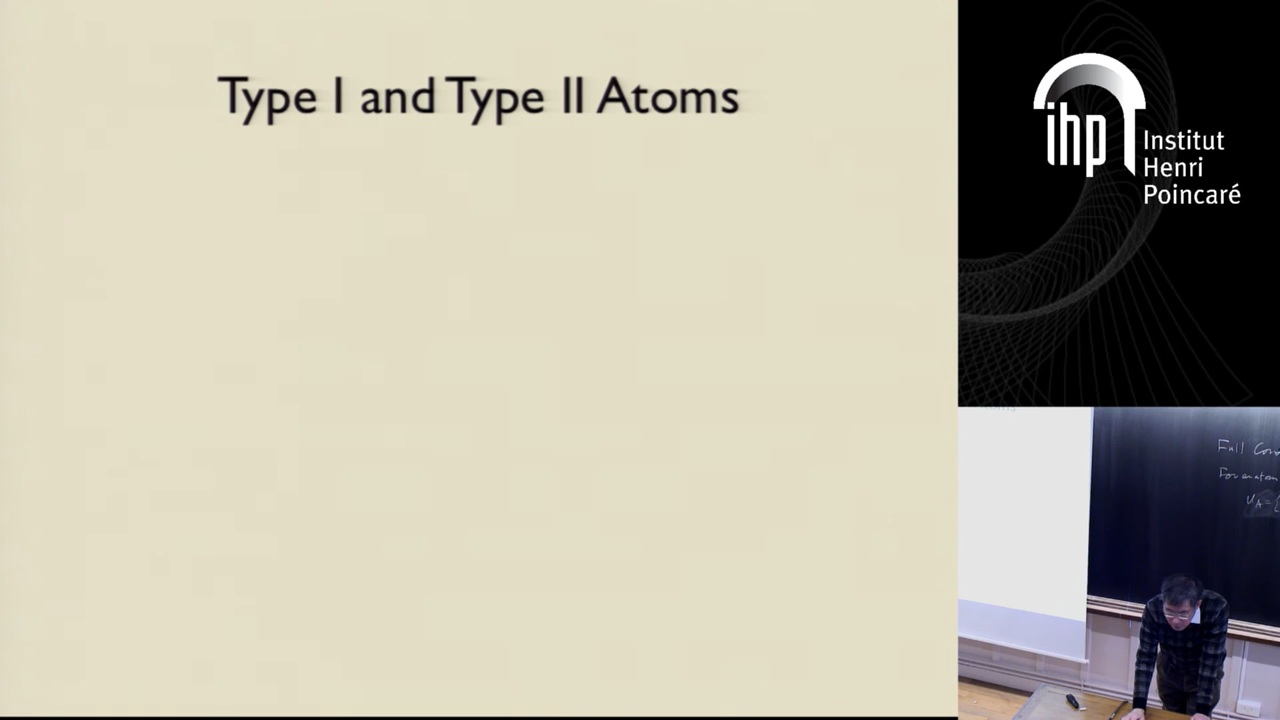 Type I and Type II Atoms
ihp
Institut
Henri
Poincaré
Full